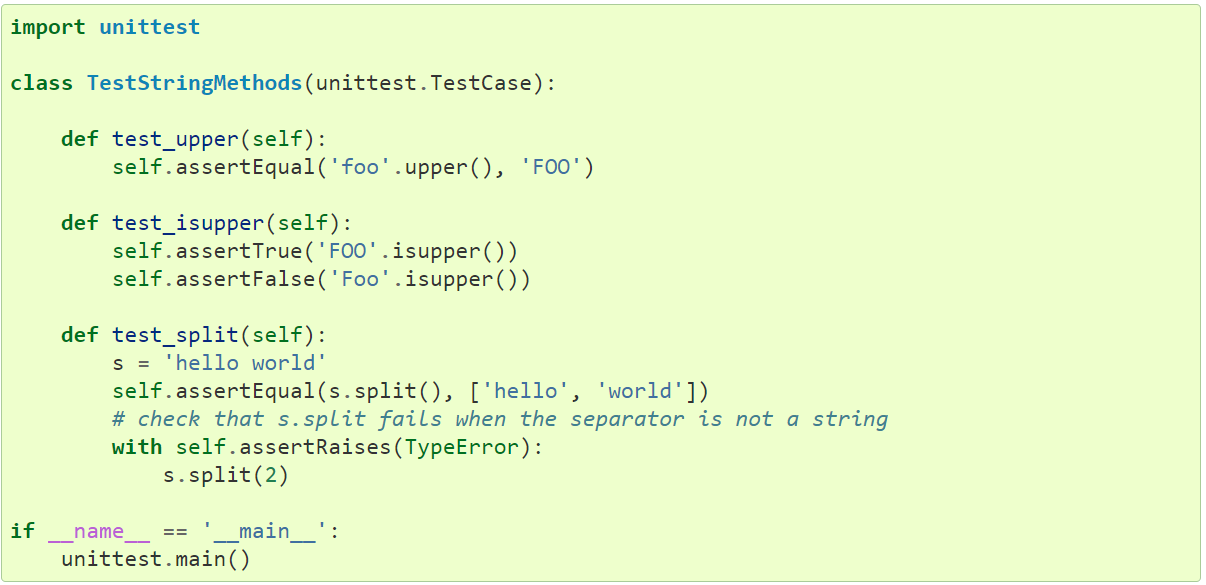 import unittest

class TestStringMethods(unittest.TestCase):

    def test_upper(self):
        self.assertEqual('foo'.upper(), 'FOO')

    def test_isupper(self):
        self.assertTrue('FOO'.isupper())
        self.assertFalse('Foo'.isupper())

    def test_split(self):
        s = 'hello world'
        self.assertEqual(s.split(), ['hello', 'world'])
        # check that s.split fails when the separator is not a string
        with self.assertRaises(TypeError):
            s.split(2)

if __name__ == '__main__':
    unittest.main()